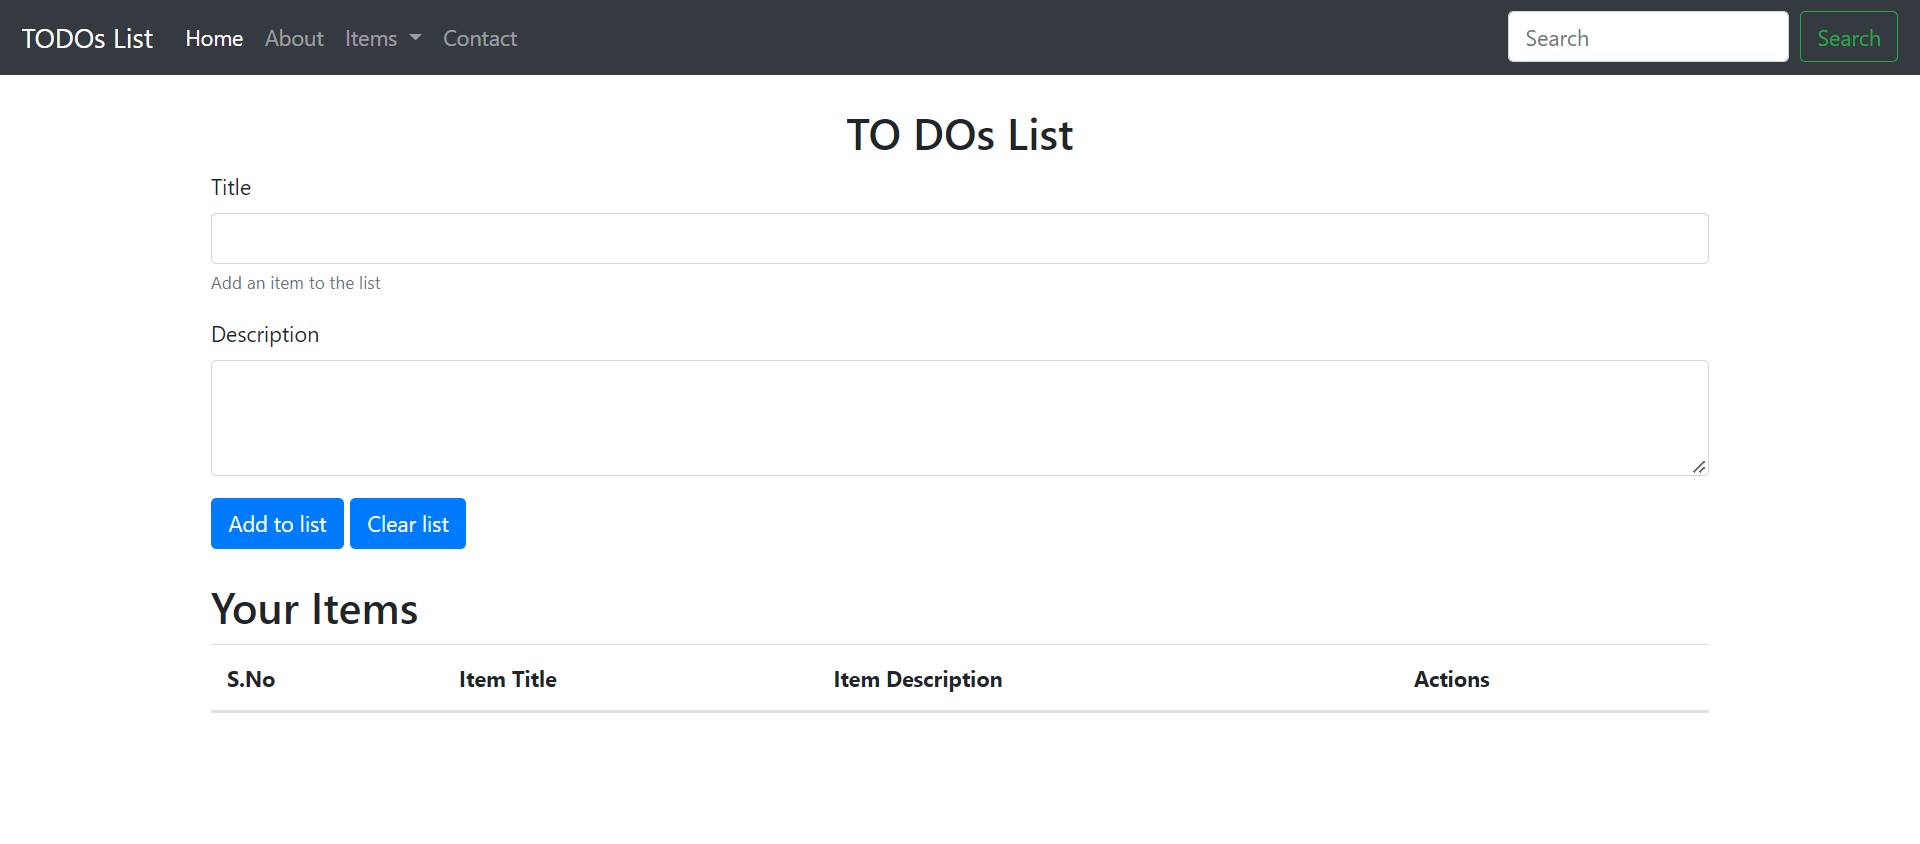 TODOs List Home About Items Contact Search Search
TO DOs List
Title
Add an item to the list
Description
Add to list Clear list
Your Items
S.No Item Title Item Description Actions